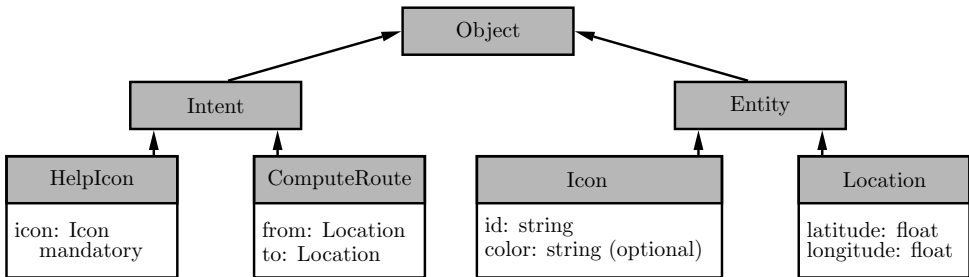 Object
Intent
Entity
HelpIcon
icon: Icon
mandatory
ComputeRoute
from: Location
to: Location
Icon
id: string
color: string (optional)
Location
latitude: float
longitude: float